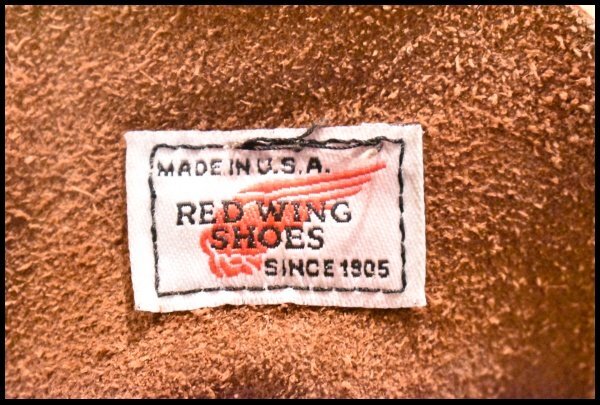 MADE IN U.S.A.
RED WING
SHOES
SINCE 1905